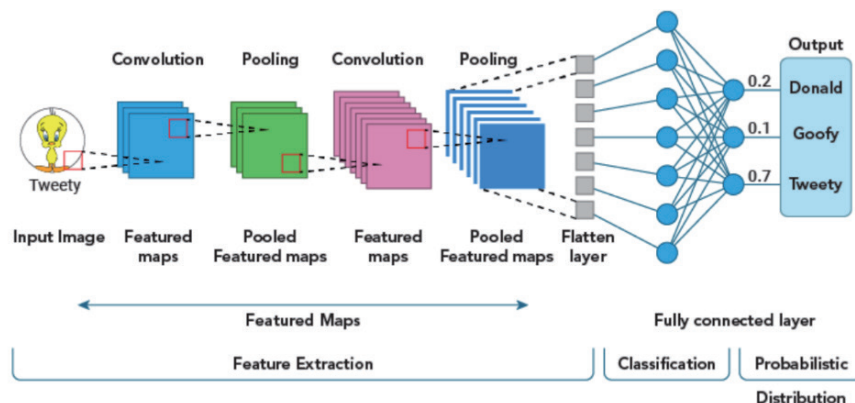 Convolution
Pooling
Convolution
Pooling
Output
Tweety
0.2
Donald
0.1
Goofy
0.7
Tweety
Input Image
Featured
maps
Pooled
Featured maps
Featured
maps
Pooled
Featured maps
Flatten
layer
Featured Maps
Fully connected layer
Feature Extraction
Classification
Probabilistic
Distribution